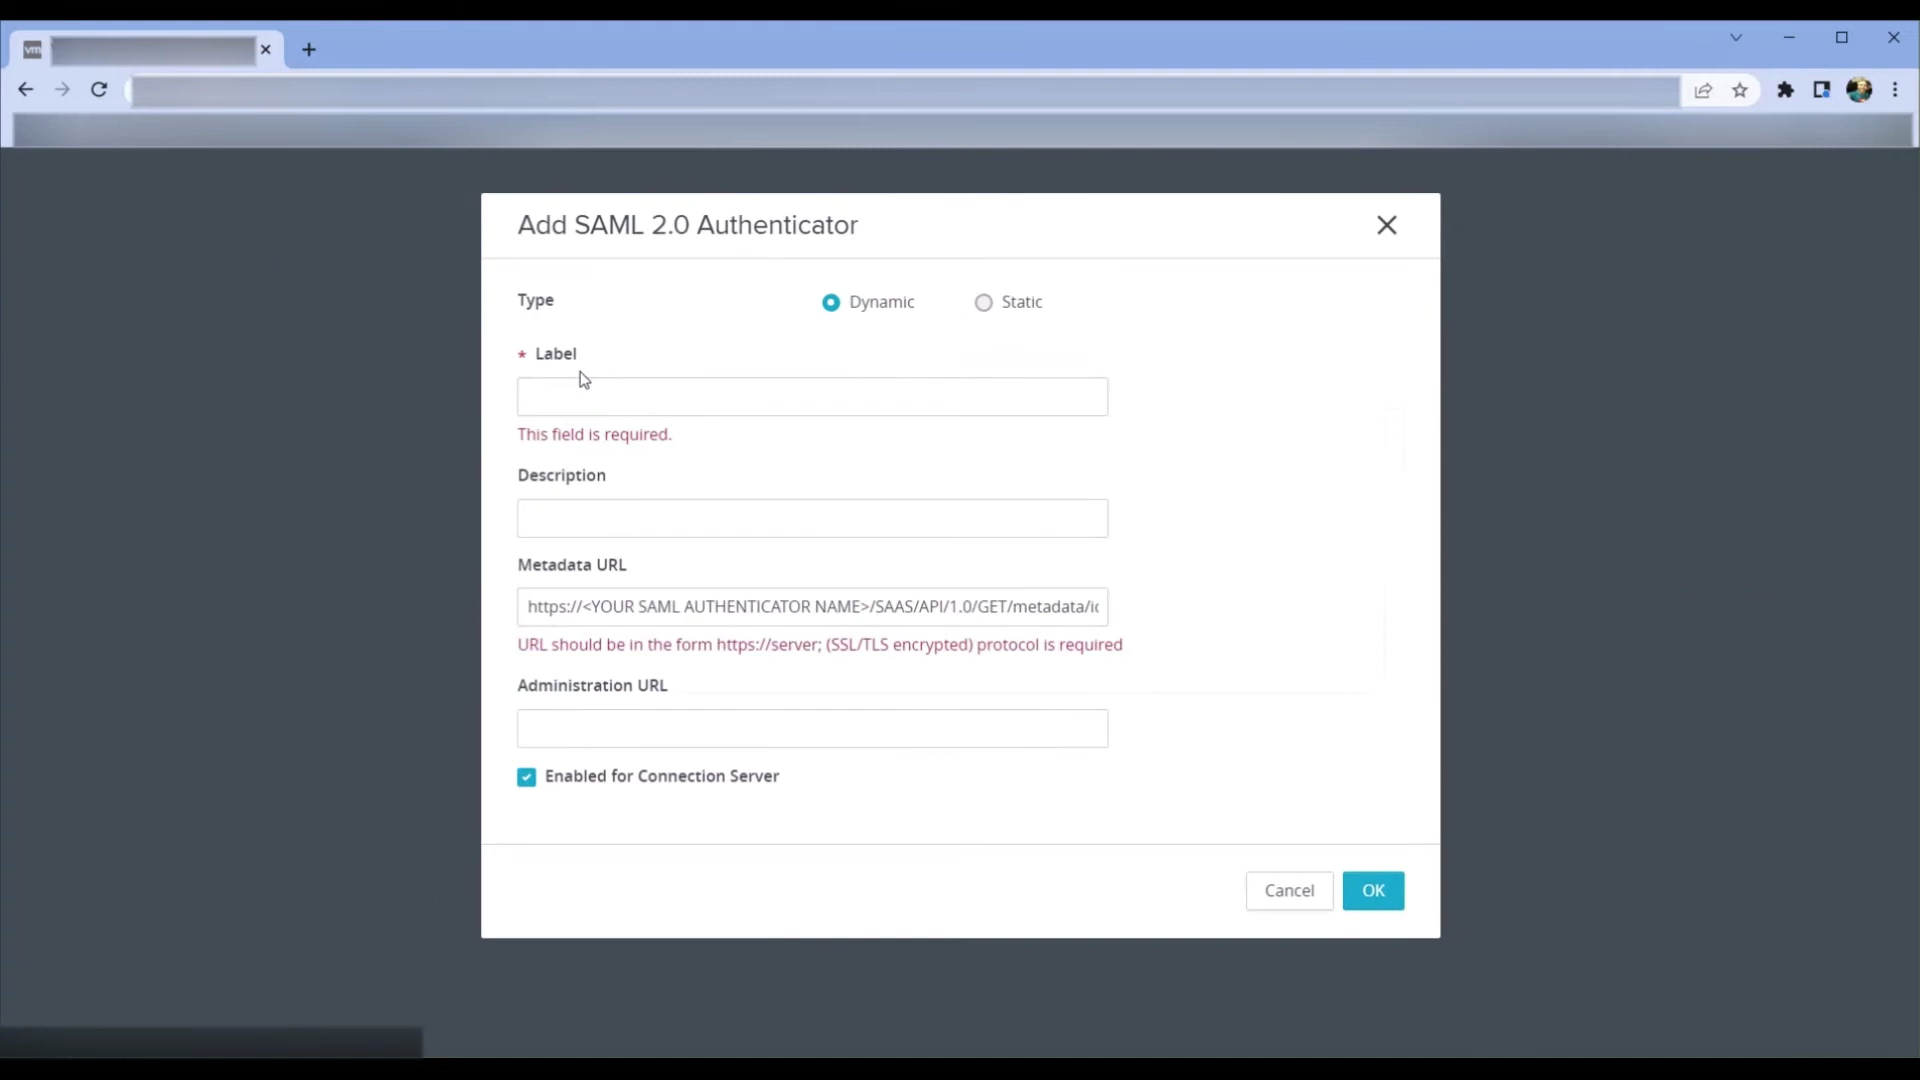 vm
Add SAML 2.0 Authenticator
Type
Dynamic
Static
* Label
This field is required.
Description
Metadata URL
https://<YOUR SAML AUTHENTICATOR NAME>/SAAS/API/1.0/GET/metadata/
URL should be in the form https://server; (SSL/TLS encrypted) protocol is required
Administration URL
Enabled for Connection Server
Cancel
OK